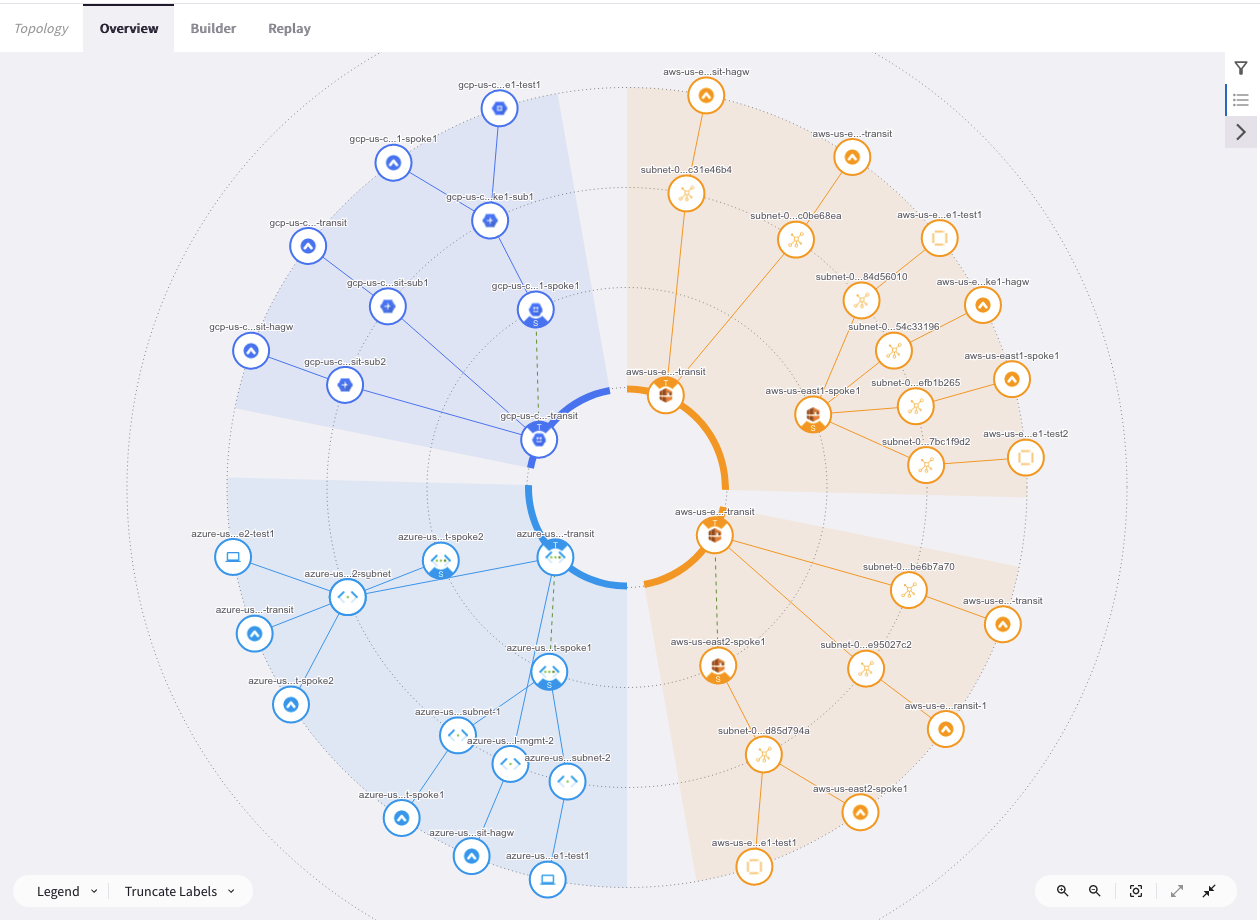 Topology
Overview
Builder
Replay
gcp-us-c...e1-test1
gcp-us-c...1-spoke1
gcp-us-c...ke1-sub1
gcp-us-c...-transit
gcp-us-c...sit-sub1
gcp-us-c...1-spoke1
S
gcp-us-c...sit-hagw
gcp-us-c...sit-sub2
gcp-us-c...-transit
T
aws-us-e...sit-hagw
aws-us-e...-transit
subnet-0...c31e46b4
subnet-0...c0be68ea
aws-us-e...e1-test1
subnet-0...84d56010
aws-us-e...ke1-hagw
subnet-0...54c33196
aws-us-east1-spoke1
aws-us-e...-transit
T
subnet-0...efb1b265
aws-us-east1-spoke1
S
aws-us-e...e1-test2
subnet-0...7bc1f9d2
aws-us-e...-transit
T
subnet-0...be6b7a70
aws-us-e...-transit
aws-us-east2-spoke1
S
subnet-0...e95027c2
aws-us-e...ransit-1
subnet-0...d85d794a
aws-us-east2-spoke1
aws-us-e...e1-test1
azure-us...e2-test1
azure-us...t-spoke2
S
azure-us...-transit
T
azure-us...2-subnet
azure-us...-transit
azure-us...t-spoke1
S
azure-us...t-spoke2
azure-us...subnet-1
azure-us...l-mgmt-2
azure-us...subnet-2
azure-us...t-spoke1
azure-us...sit-hagw
azure-us...e1-test1
Legend
Truncate Labels